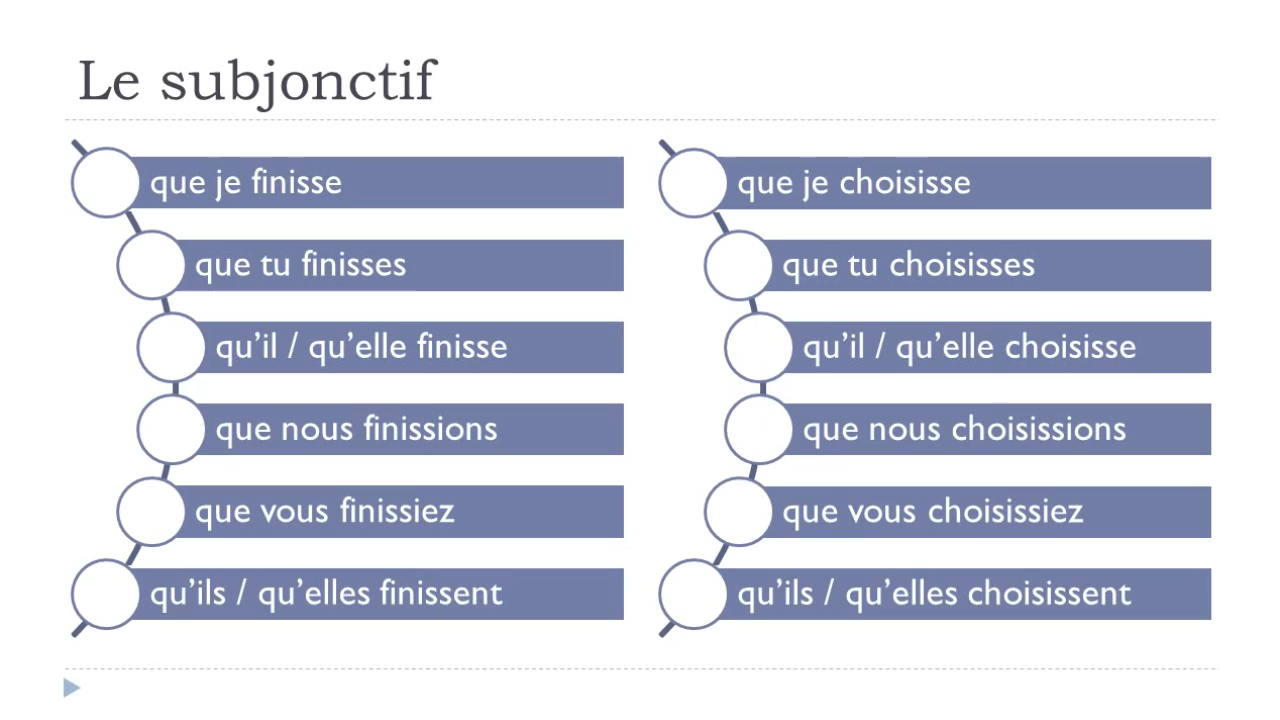 Le subjonctif
que je finisse
que tu finisses
qu’il / qu’elle finisse
que nous finissions
que vous finissiez
qu’ils / qu’elles finissent
que je choisisse
que tu choisisses
qu’il / qu’elle choisisse
que nous choisissions
que vous choisissiez
qu’ils / qu’elles choisissent